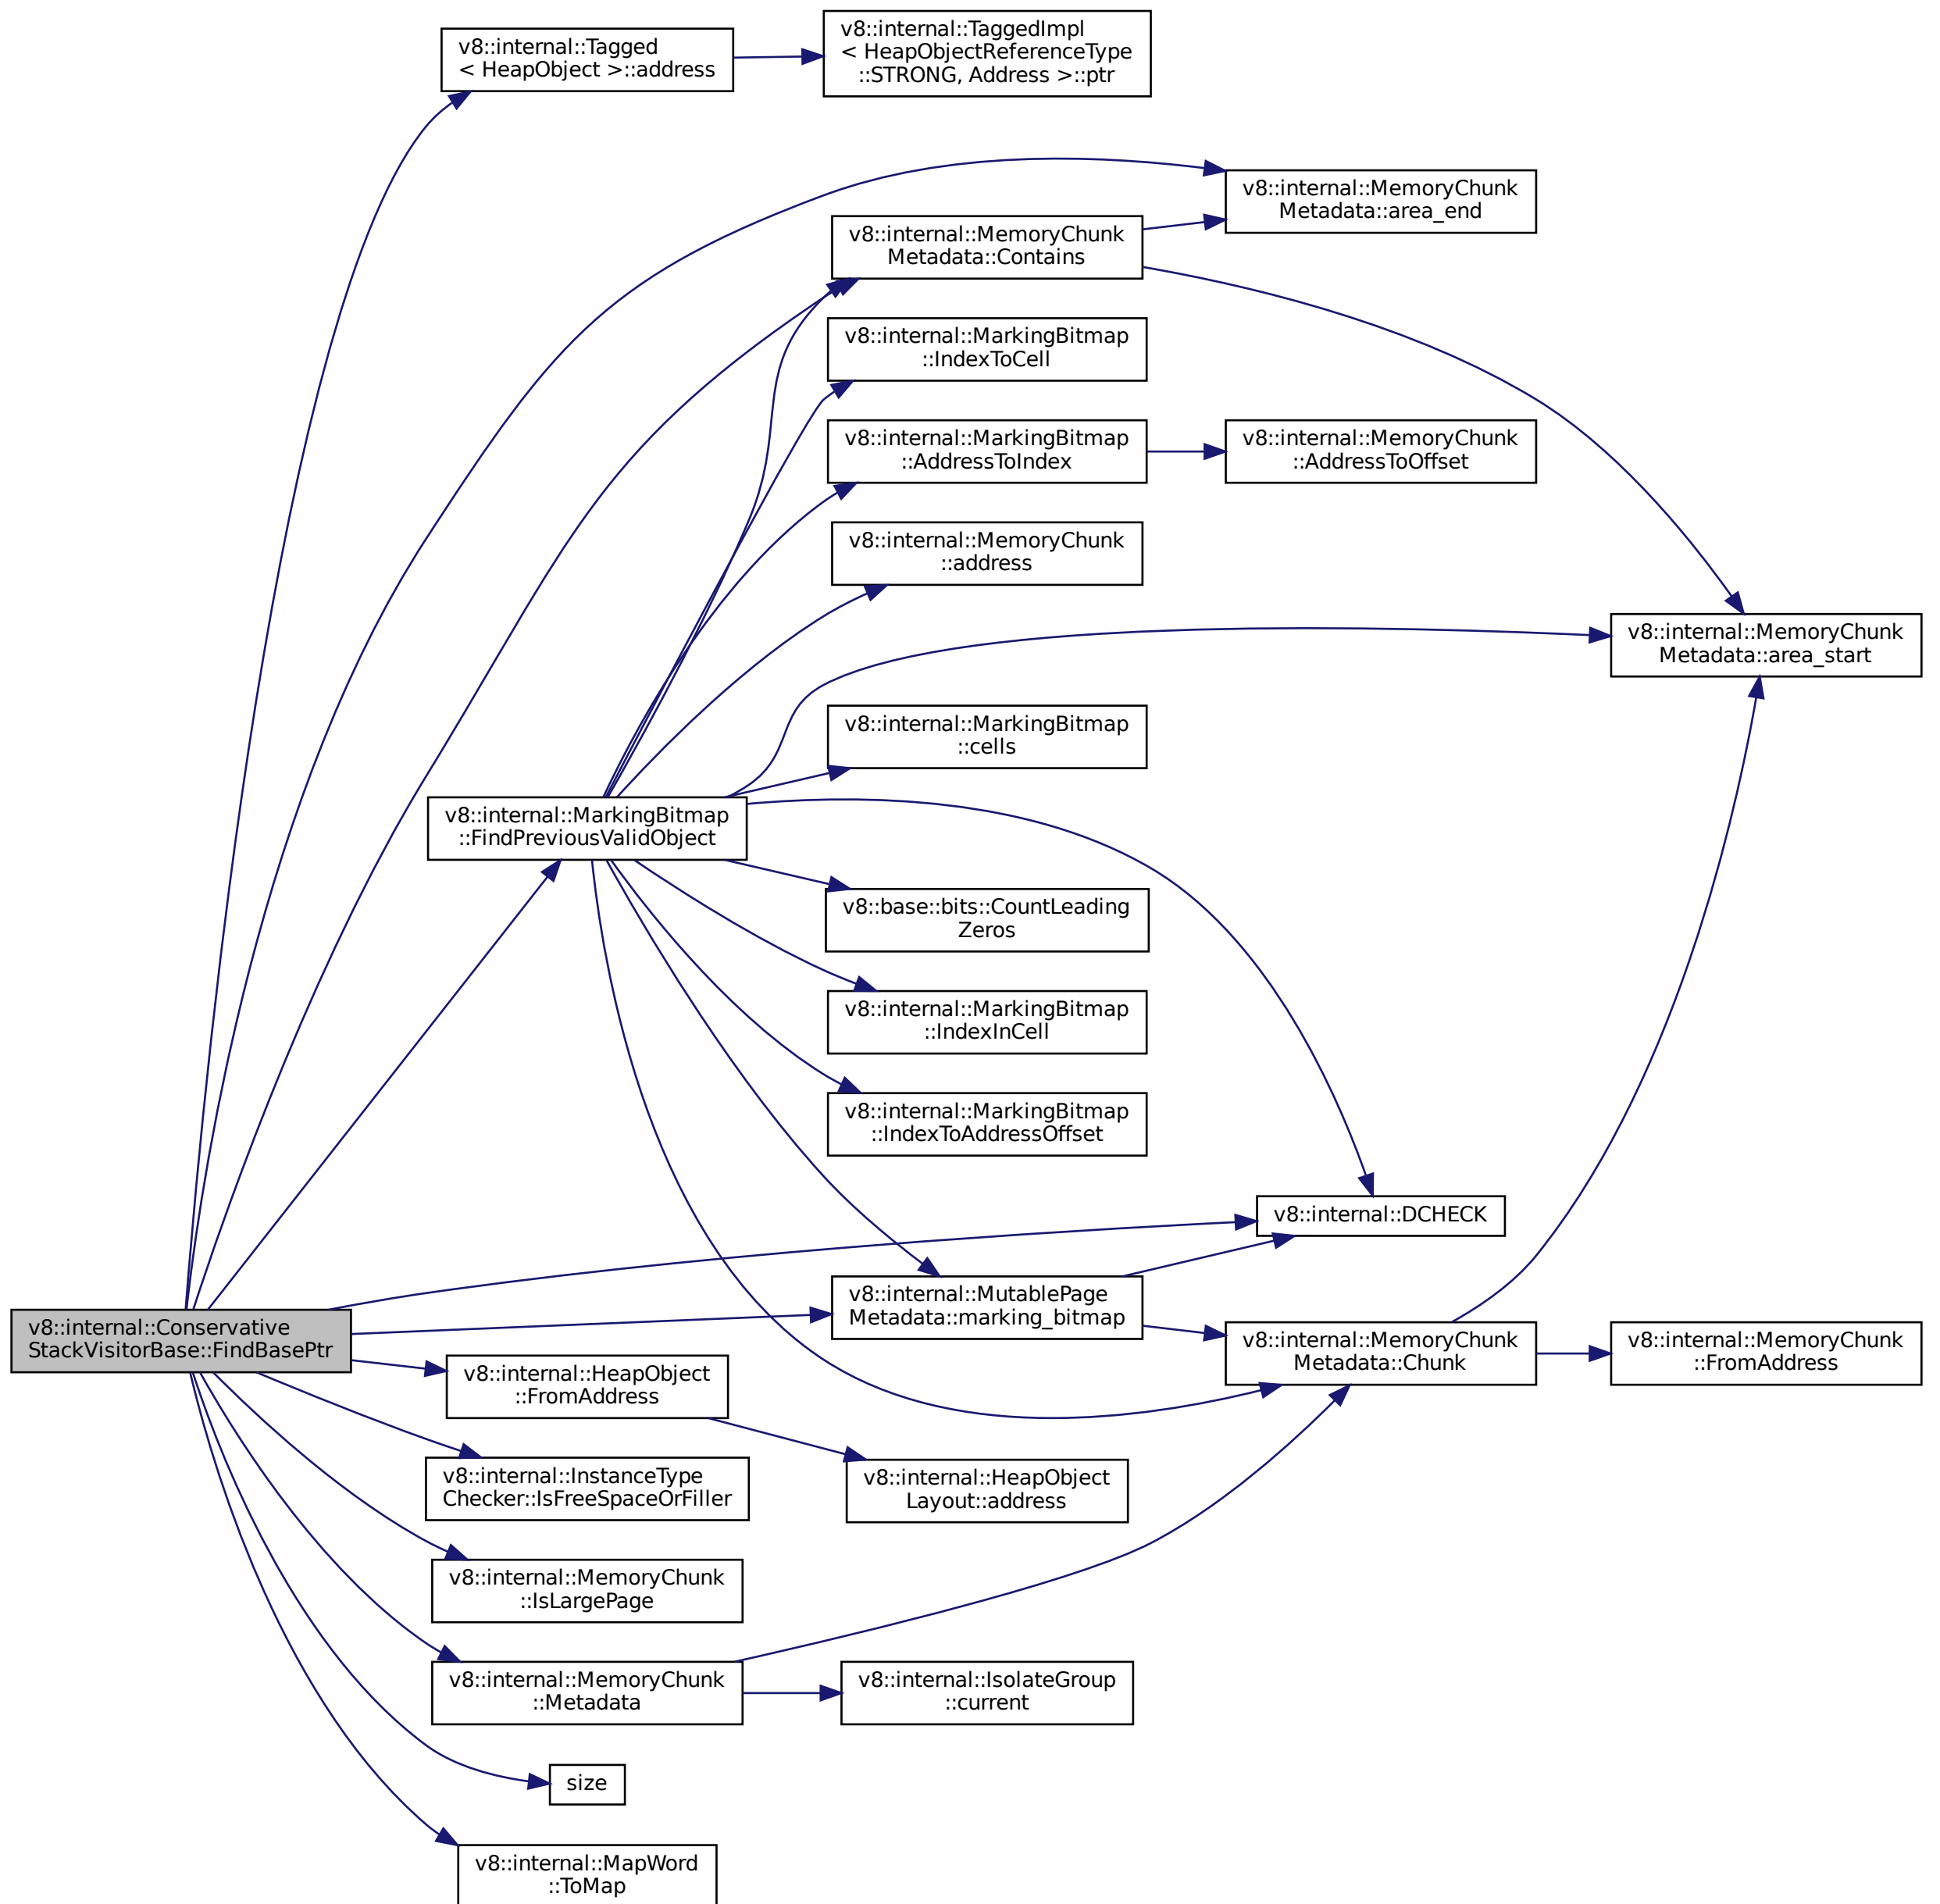 v8::internal::Tagged
< HeapObject >::address
v8::internal::TaggedImpl
< HeapObjectReferenceType
::STRONG, Address >::ptr
v8::internal::MemoryChunk
Metadata::area_end
v8::internal::MemoryChunk
Metadata::Contains
v8::internal::MarkingBitmap
::IndexToCell
v8::internal::MarkingBitmap
::AddressToIndex
v8::internal::MemoryChunk
::AddressToOffset
v8::internal::MemoryChunk
::address
v8::internal::MemoryChunk
Metadata::area_start
v8::internal::MarkingBitmap
::cells
v8::internal::MarkingBitmap
::FindPreviousValidObject
v8::base::bits::CountLeading
Zeros
v8::internal::MarkingBitmap
::IndexInCell
v8::internal::MarkingBitmap
::IndexToAddressOffset
v8::internal::DCHECK
v8::internal::MutablePage
Metadata::marking_bitmap
v8::internal::Conservative
StackVisitorBase::FindBasePtr
v8::internal::MemoryChunk
Metadata::Chunk
v8::internal::MemoryChunk
::FromAddress
v8::internal::HeapObject
::FromAddress
v8::internal::HeapObject
Layout::address
v8::internal::InstanceType
Checker::IsFreeSpaceOrFiller
v8::internal::MemoryChunk
::IsLargePage
v8::internal::MemoryChunk
::Metadata
v8::internal::IsolateGroup
::current
size
v8::internal::MapWord
::ToMap